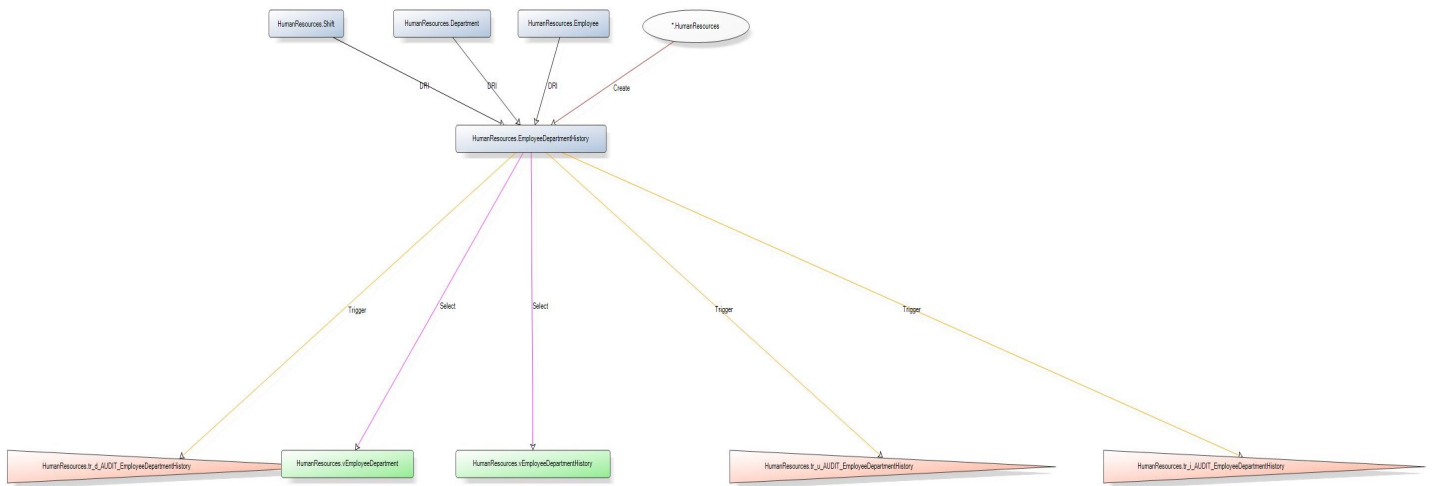 HumanResources.Shift
HumanResources.Department
HumanResources.Employee
*.HumanResources
DRI
DRI
DRI
Create
HumanResources.EmployeeDepartmentHistory
Trigger
Select
Select
Trigger
Trigger
HumanResources.tr_d_AUDIT_EmployeeDepartmentHistory
HumanResources.vEmployeeDepartment
HumanResources.vEmployeeDepartmentHistory
HumanResources.tr_u_AUDIT_EmployeeDepartmentHistory
HumanResources.tr_i_AUDIT_EmployeeDepartmentHistory